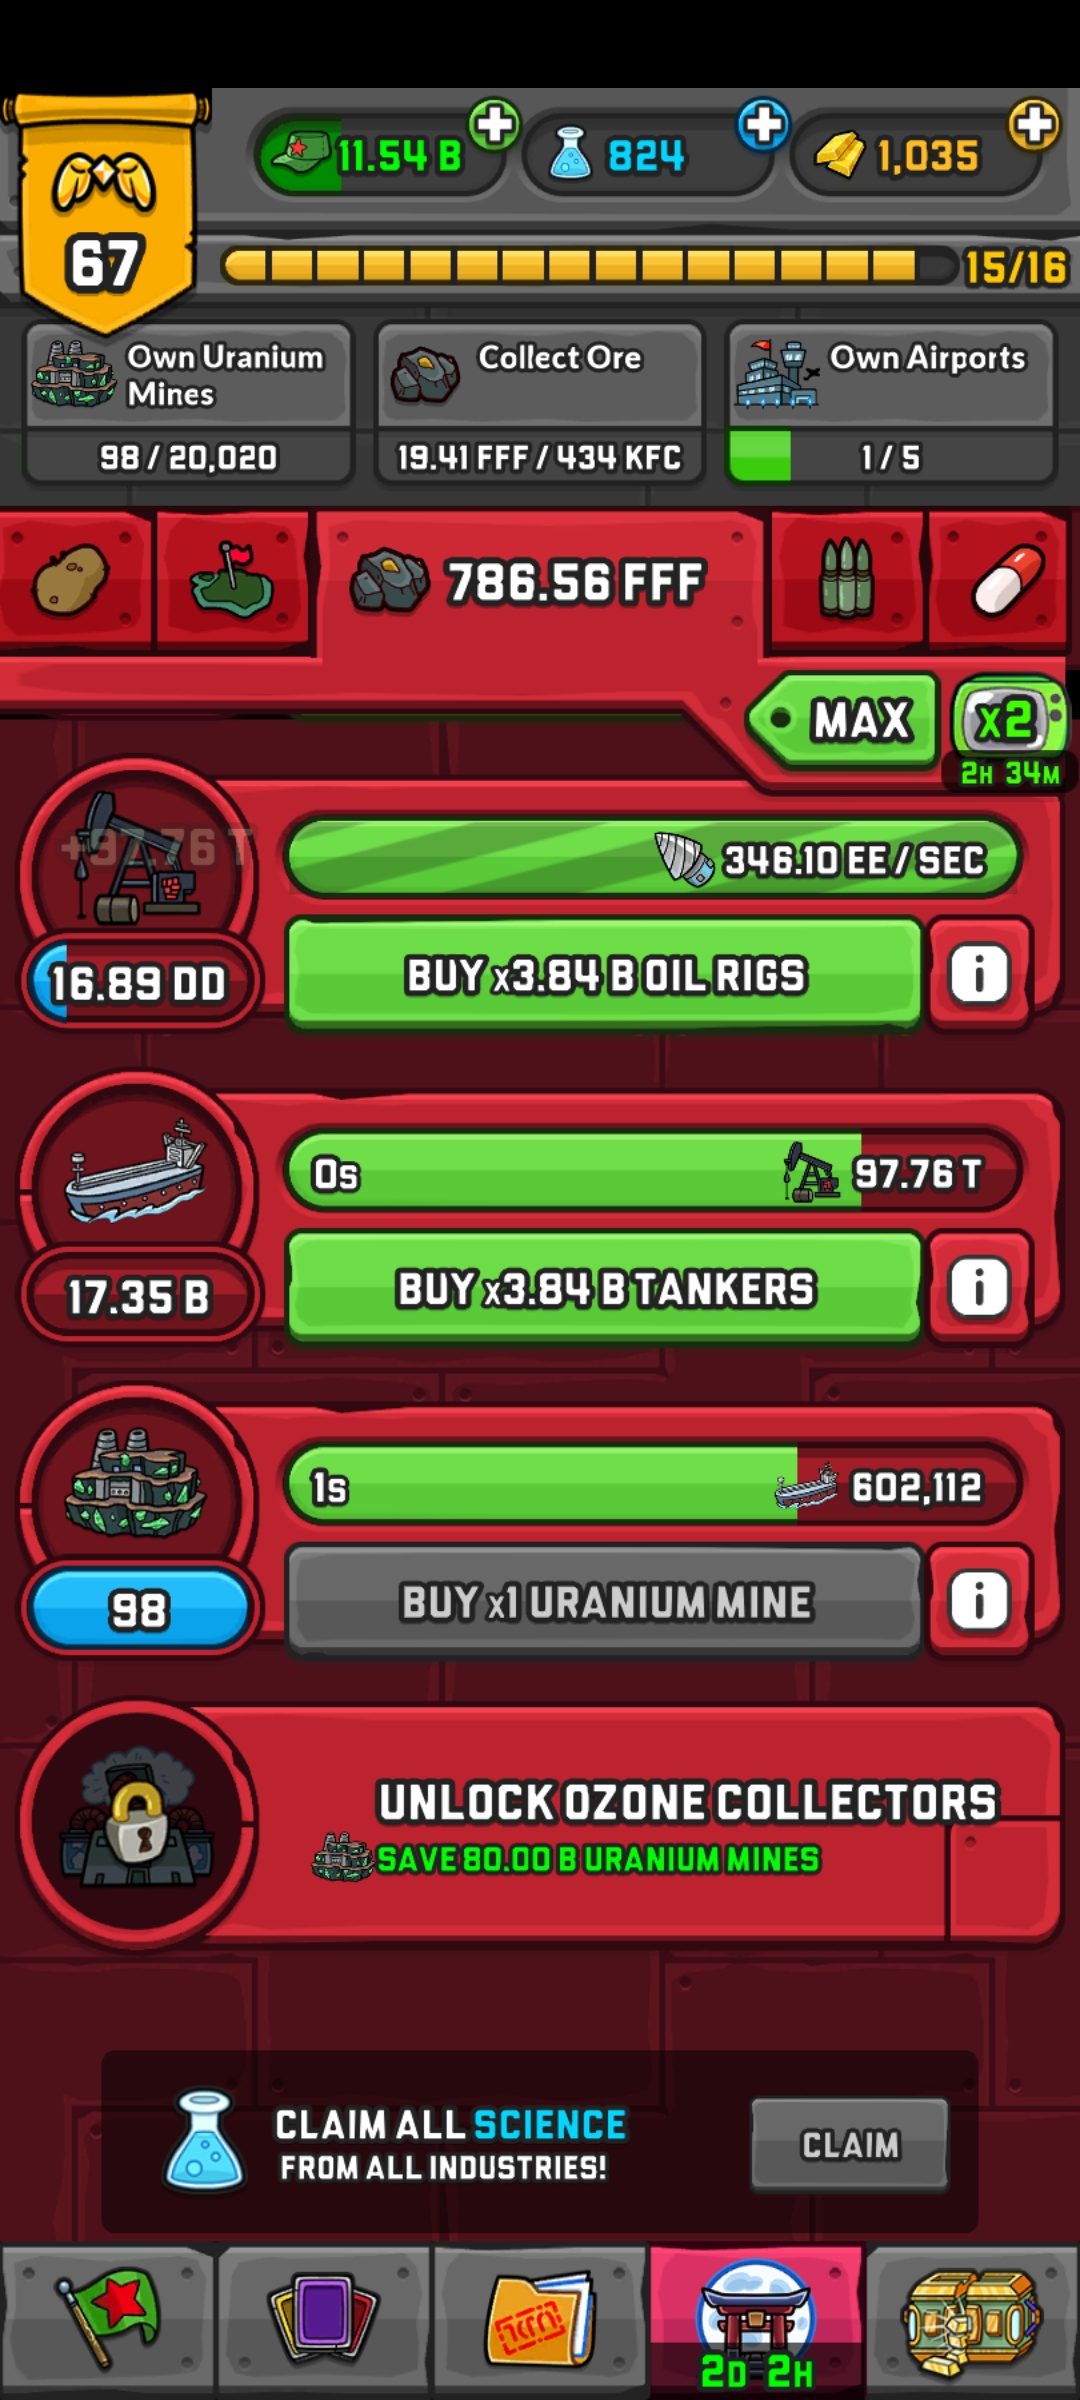 67
11.54 B
824
1,035
15/16
Own Uranium
Mines
98 / 20,020
Collect Ore
19.41 FFF / 434 KFC
Own Airports
1 / 5
786.56 FFF
MAX
x2
2H 34M
+97.76 T
346.10 EE / SEC
16.89 DD
BUY x3.84 B OIL RIGS
i
0s
97.76 T
17.35 B
BUY x3.84 B TANKERS
i
1s
602,112
98
BUY x1 URANIUM MINE
i
UNLOCK OZONE COLLECTORS
SAVE 80.00 B URANIUM MINES
CLAIM ALL SCIENCE
FROM ALL INDUSTRIES!
CLAIM
2D 2H